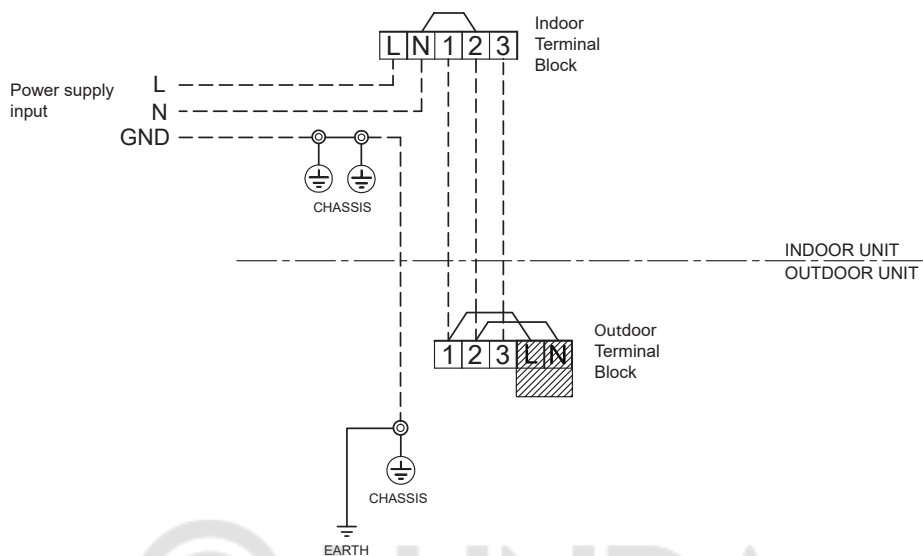 Indoor
Terminal
Block
L N 1 2 3
Power supply
input
L
N
GND
CHASSIS
INDOOR UNIT
OUTDOOR UNIT
Outdoor
Terminal
Block
1 2 3 L N
CHASSIS
EARTH